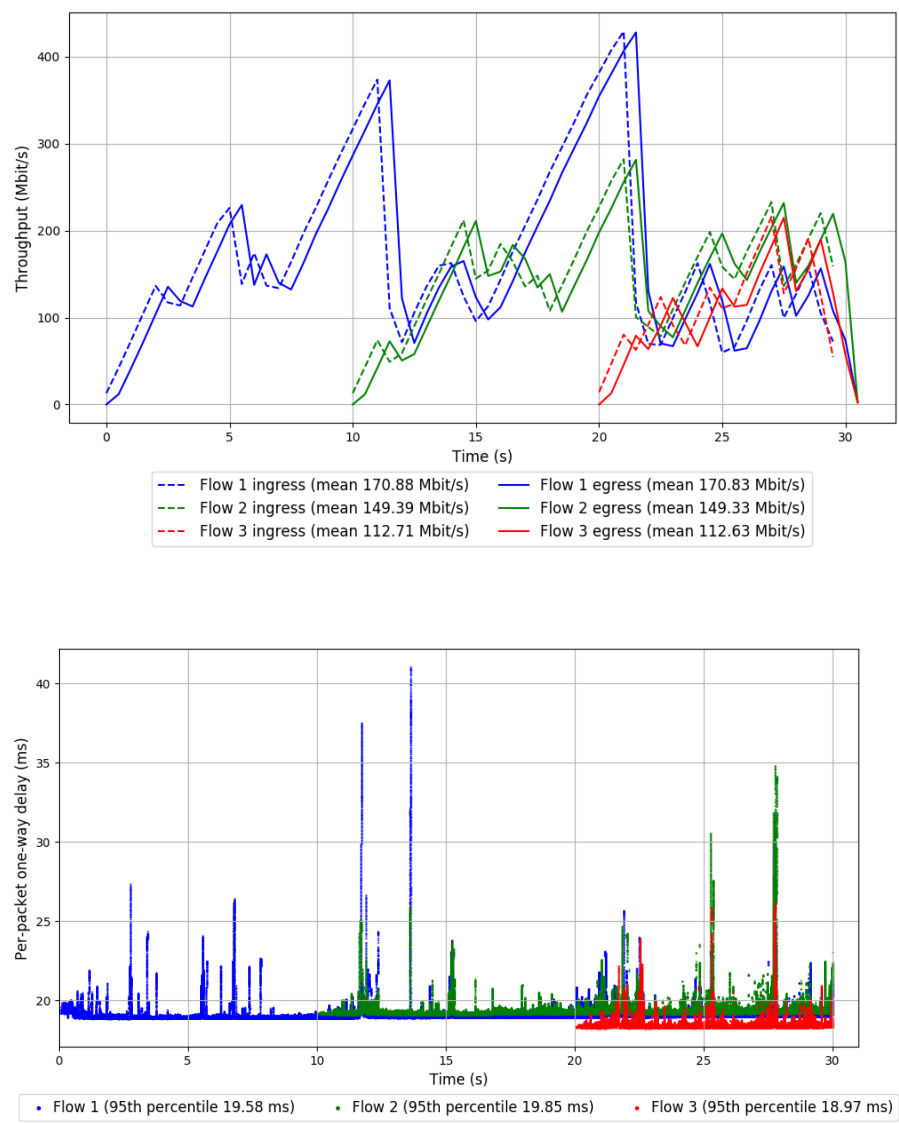 400
300
200
100
0
Throughput (Mbit/s)
0 5 10 15 20 25 30
Time (s)
Flow 1 ingress (mean 170.88 Mbit/s) Flow 1 egress (mean 170.83 Mbit/s)
Flow 2 ingress (mean 149.39 Mbit/s) Flow 2 egress (mean 149.33 Mbit/s)
Flow 3 ingress (mean 112.71 Mbit/s) Flow 3 egress (mean 112.63 Mbit/s)
40
35
30
25
20
Per-packet one-way delay (ms)
0 5 10 15 20 25 30
Time (s)
Flow 1 (95th percentile 19.58 ms) Flow 2 (95th percentile 19.85 ms) Flow 3 (95th percentile 18.97 ms)